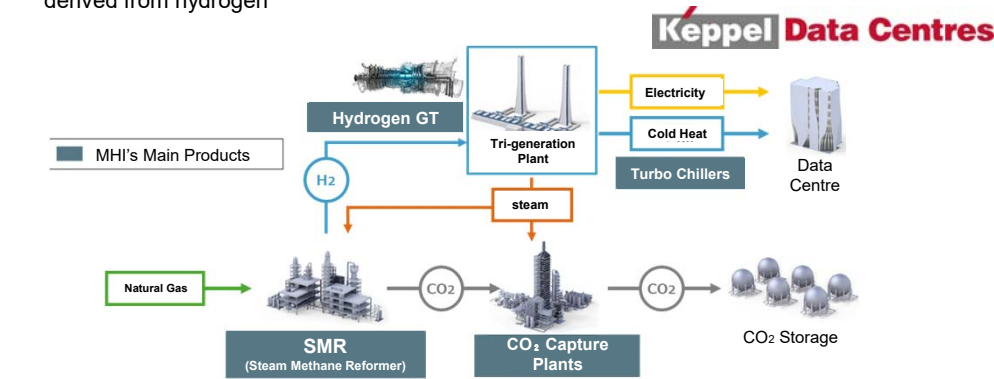 derived from hydrogen
Keppel Data Centres
Hydrogen GT
Electricity
Cold Heat
Tri-generation
Plant
Turbo Chillers
Data
Centre
MHI's Main Products
H2
steam
Natural Gas
CO2
CO2
SMR
(Steam Methane Reformer)
CO₂ Capture
Plants
CO2 Storage